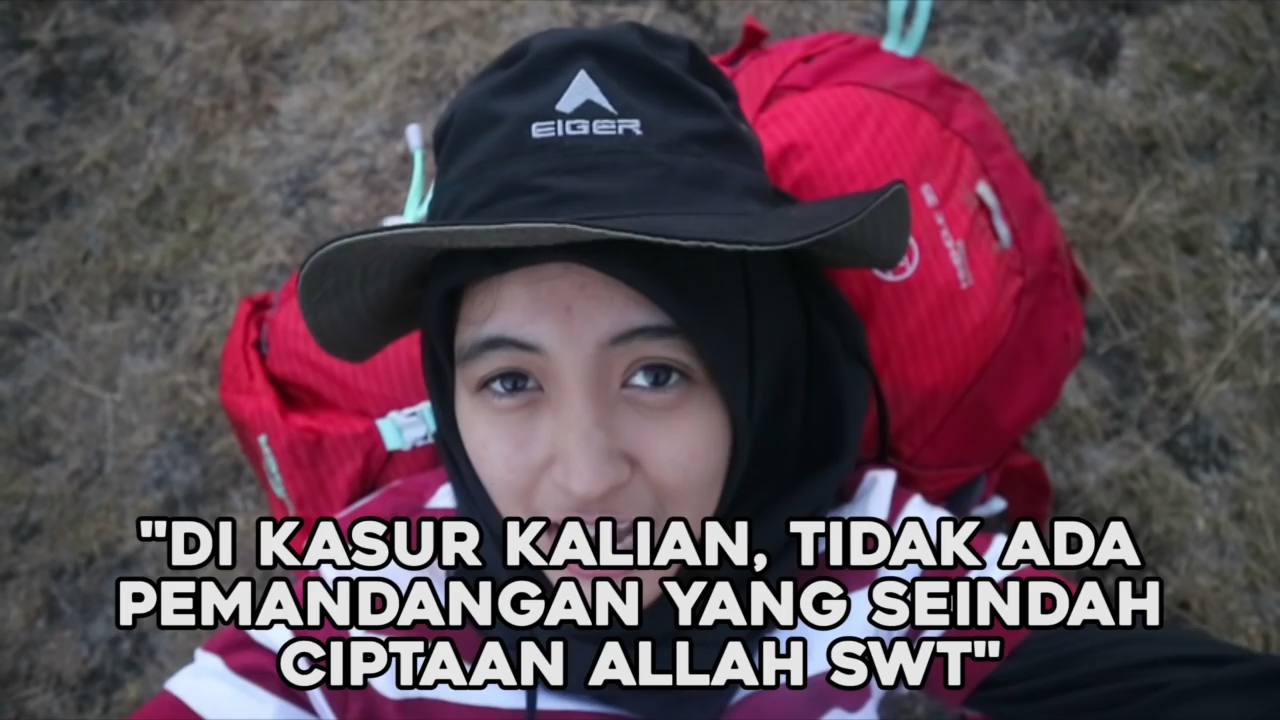 EIGER
"DI KASUR KALIAN, TIDAK ADA
PEMANDANGAN YANG SEINDAH
CIPTAAN ALLAH SWT"